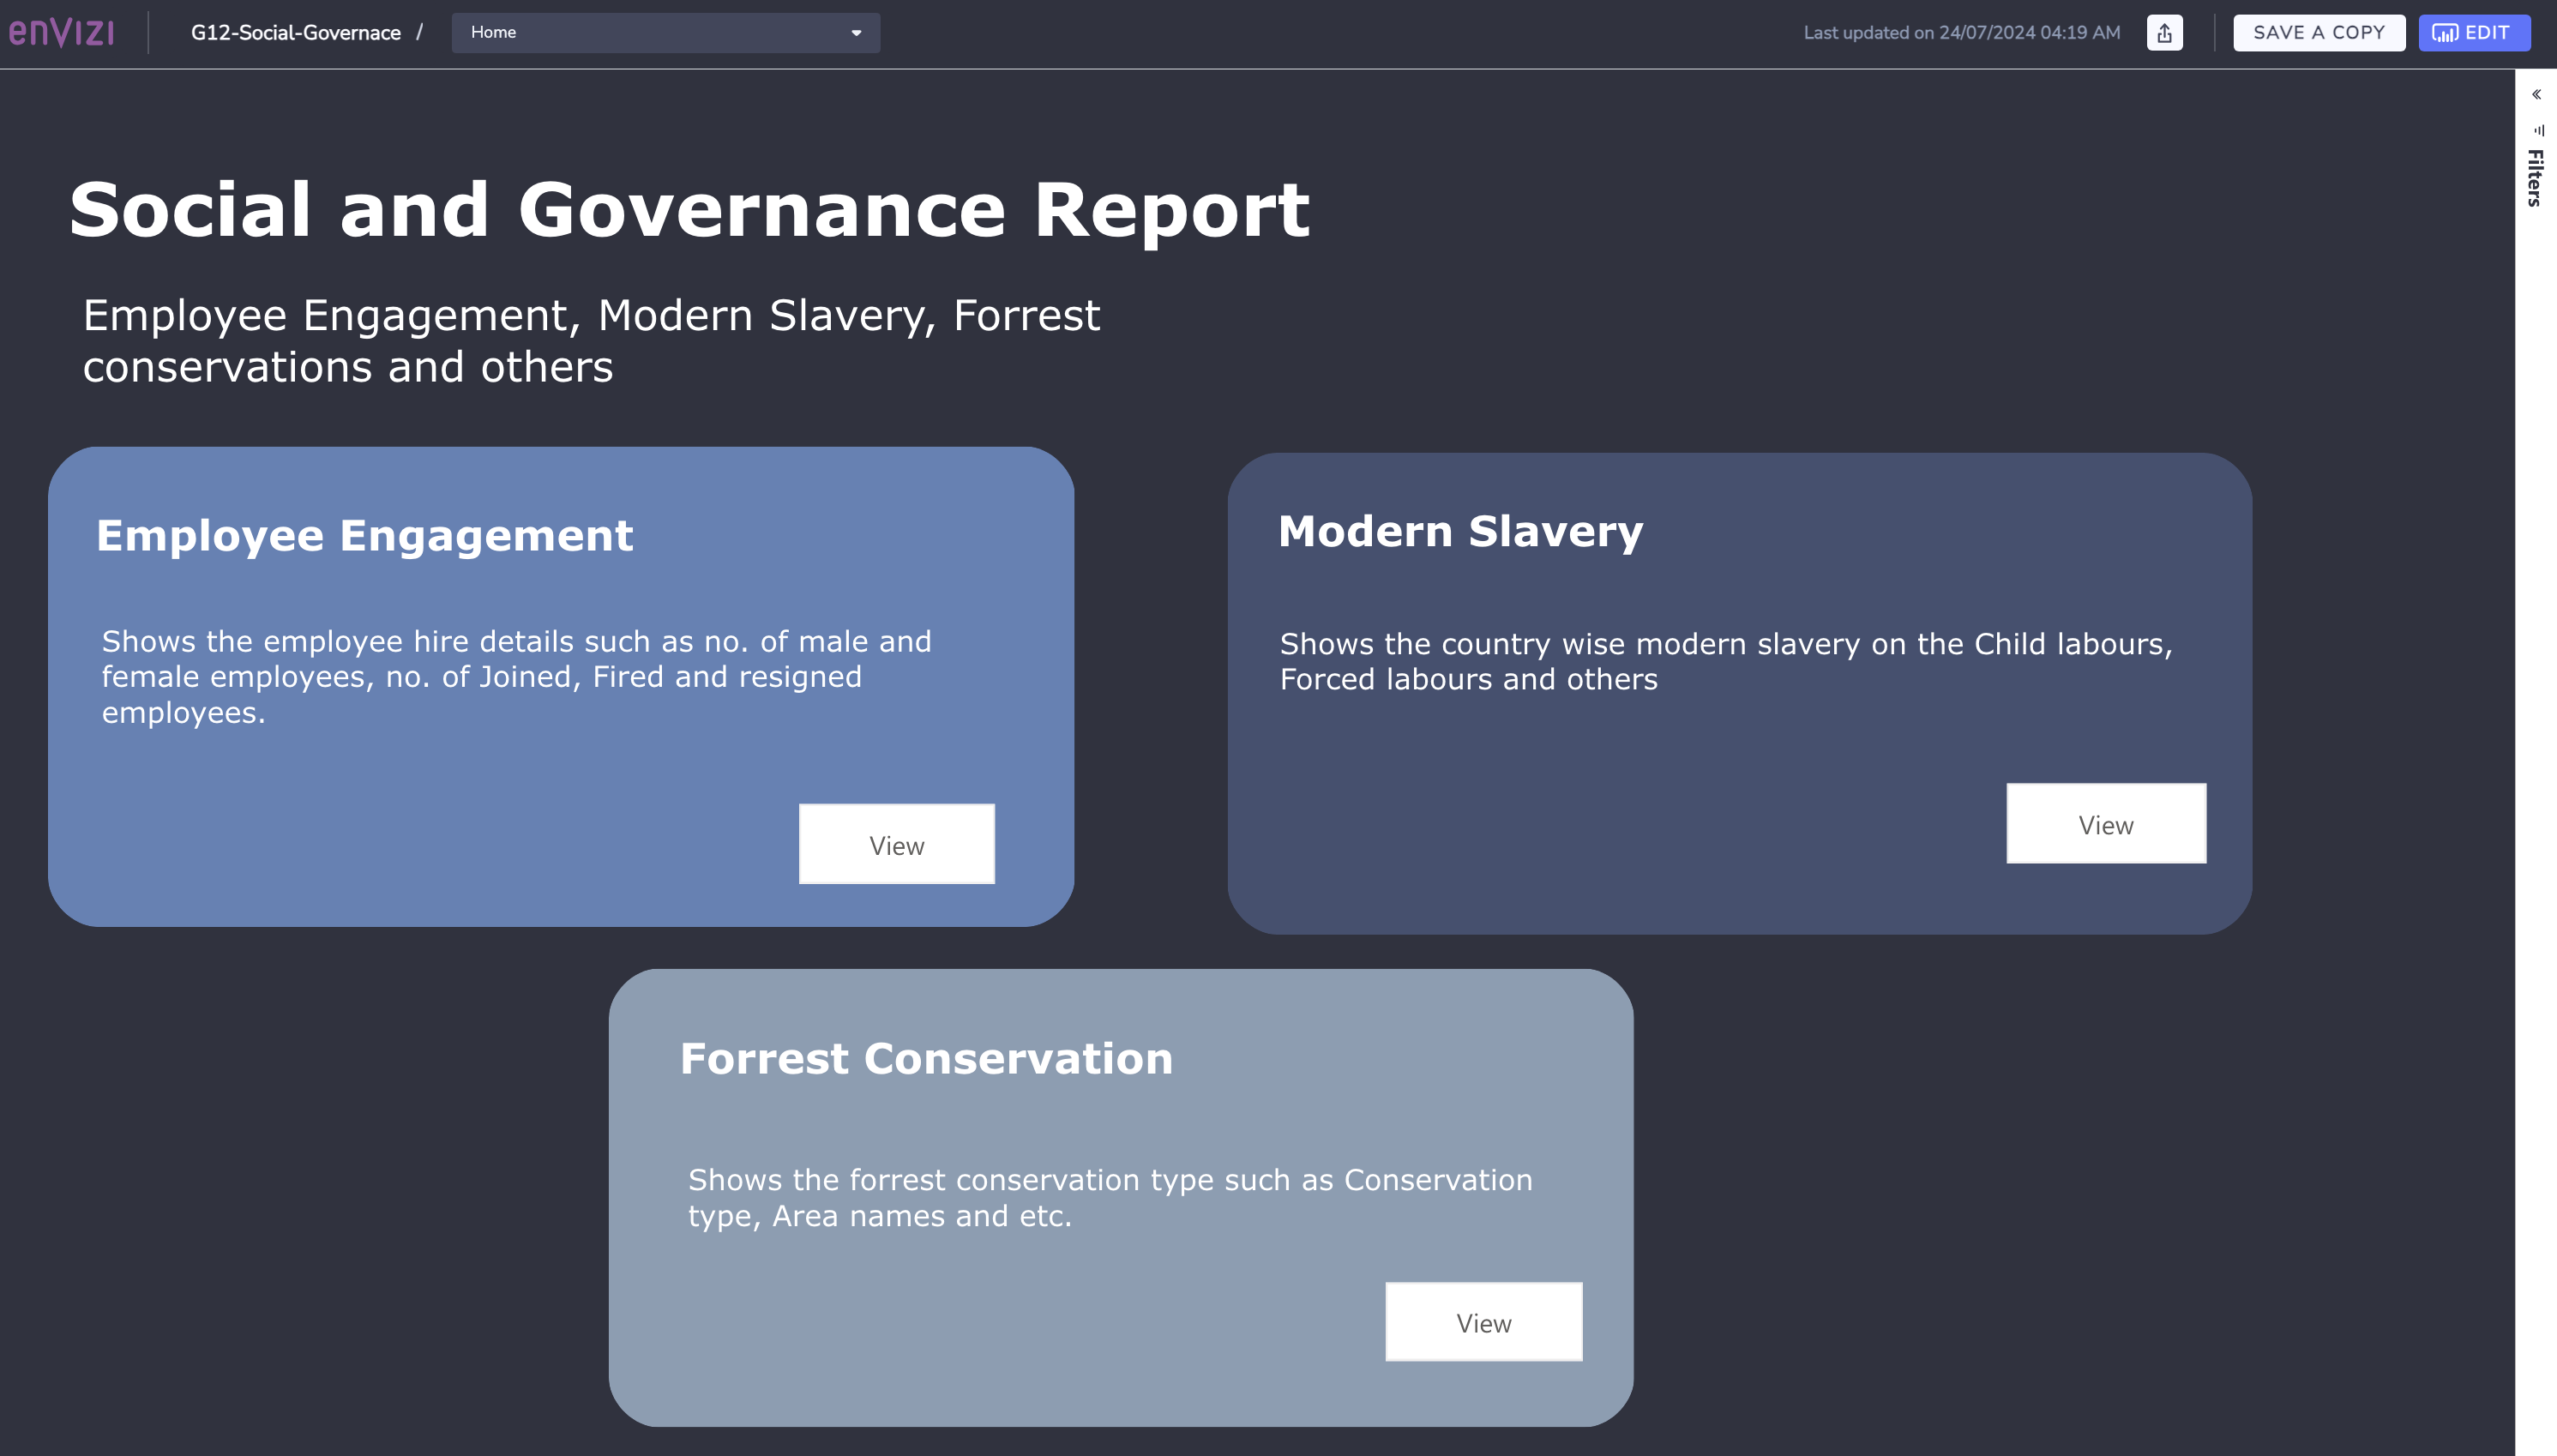 enVIZI
G12-Social-Governace /
Home
Last updated on 24/07/2024 04:19 AM
SAVE A COPY
EDIT
Filters
Social and Governance Report
Employee Engagement, Modern Slavery, Forrest
conservations and others
Employee Engagement
Shows the employee hire details such as no. of male and
female employees, no. of Joined, Fired and resigned
employees.
View
Modern Slavery
Shows the country wise modern slavery on the Child labours,
Forced labours and others
View
Forrest Conservation
Shows the forrest conservation type such as Conservation
type, Area names and etc.
View